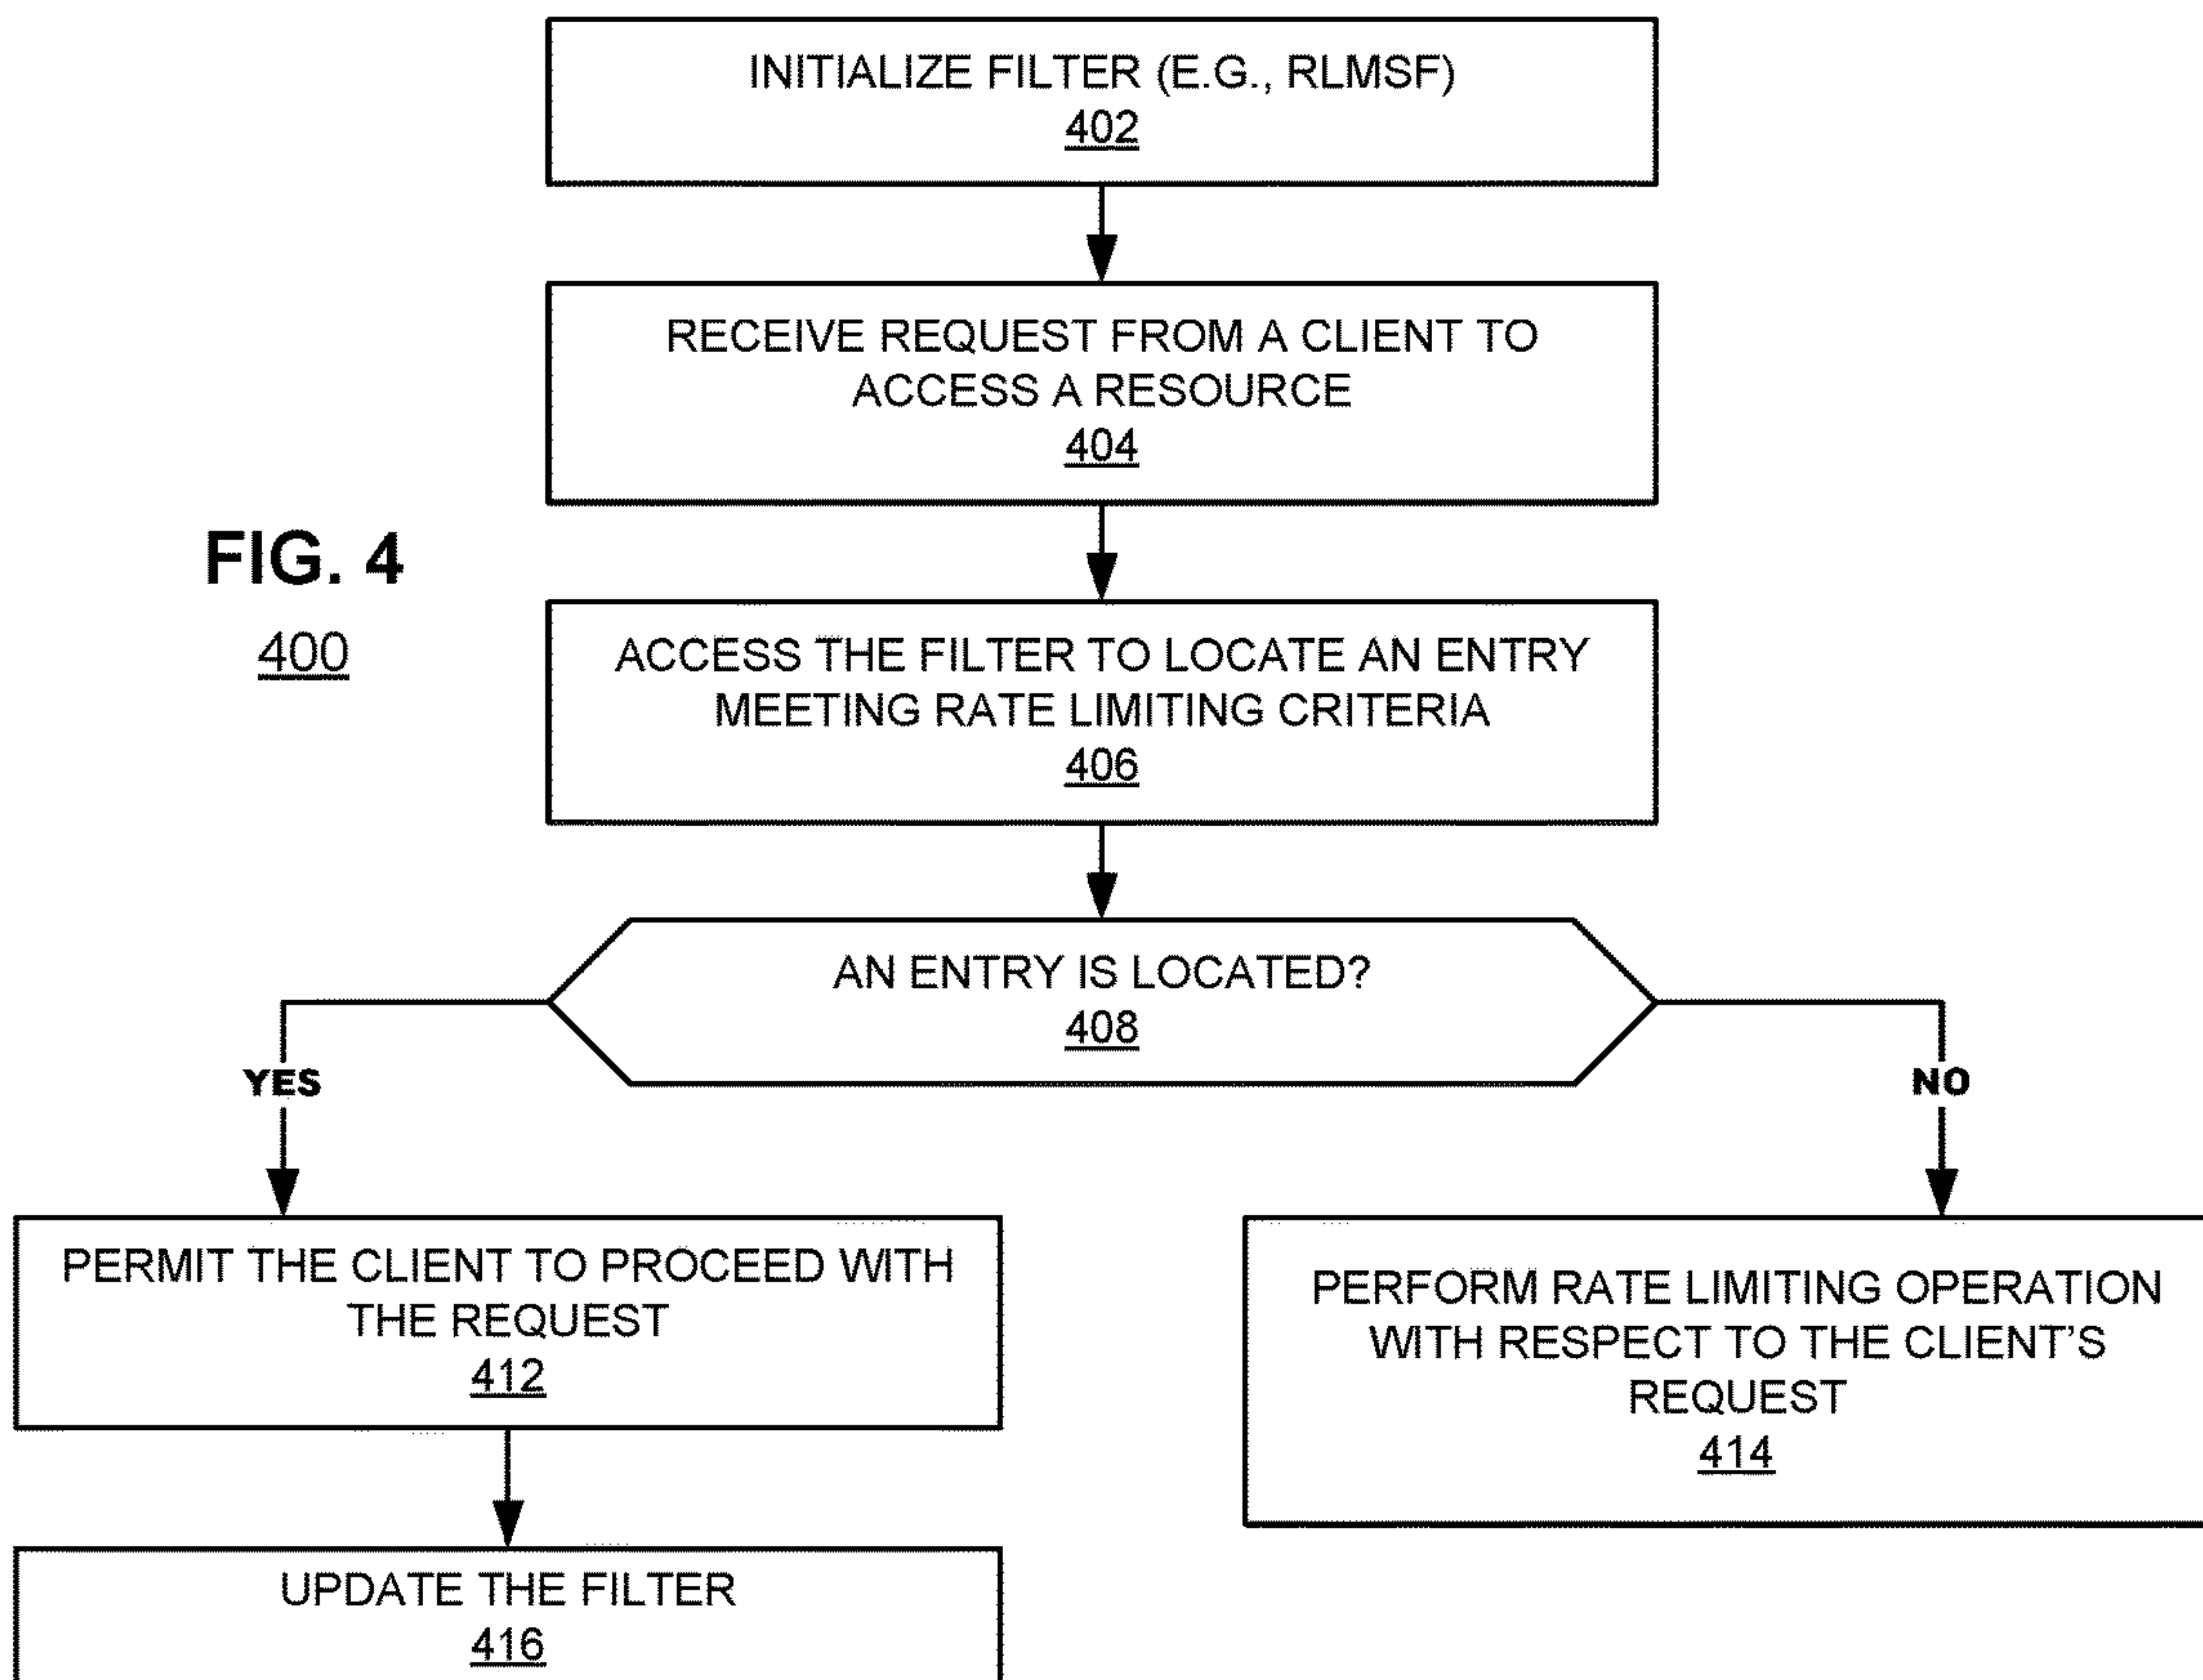 INITIALIZE FILTER (E.G., RLMSF)
402
RECEIVE REQUEST FROM A CLIENT TO
ACCESS A RESOURCE
404
FIG. 4
400
ACCESS THE FILTER TO LOCATE AN ENTRY
MEETING RATE LIMITING CRITERIA
406
AN ENTRY IS LOCATED?
408
YES
NO
PERMIT THE CLIENT TO PROCEED WITH
THE REQUEST
412
PERFORM RATE LIMITING OPERATION
WITH RESPECT TO THE CLIENT’S
REQUEST
414
UPDATE THE FILTER
416